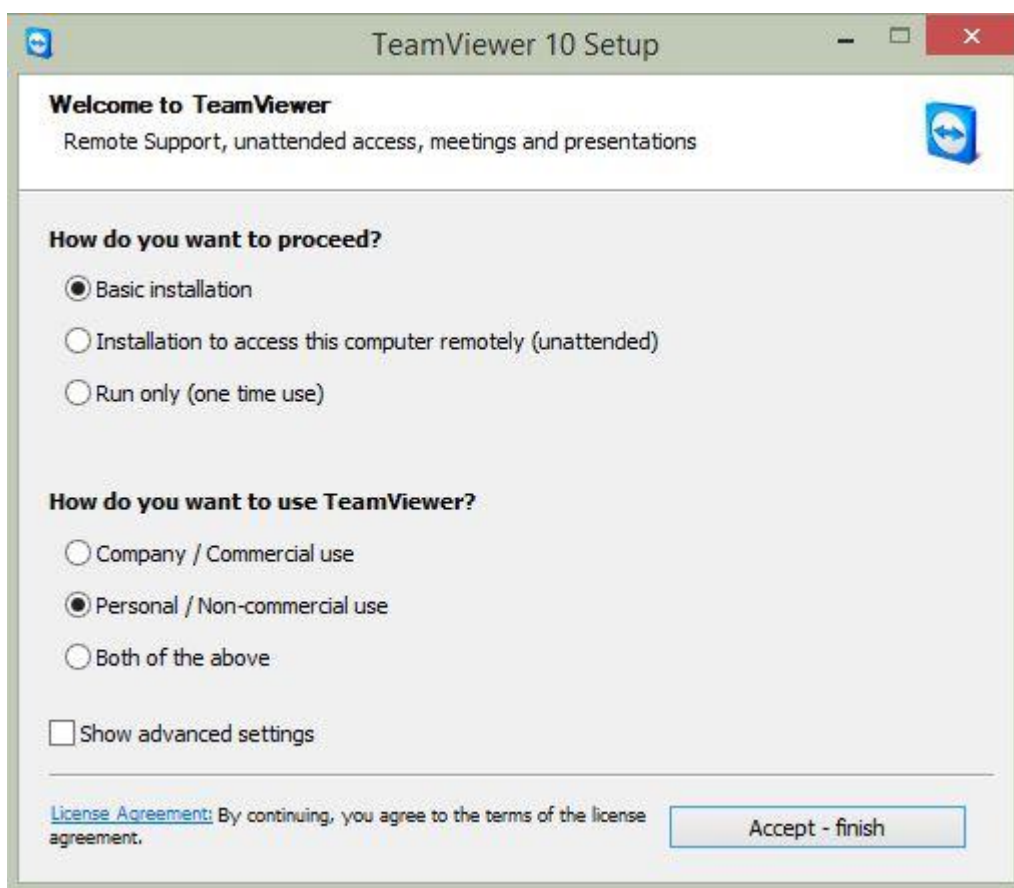 TeamViewer 10 Setup
Welcome to TeamViewer
Remote Support, unattended access, meetings and presentations
How do you want to proceed?
Basic installation
Installation to access this computer remotely (unattended)
Run only (one time use)
How do you want to use TeamViewer?
Company / Commercial use
Personal / Non-commercial use
Both of the above
Show advanced settings
License Agreement: By continuing, you agree to the terms of the license
agreement.
Accept - finish